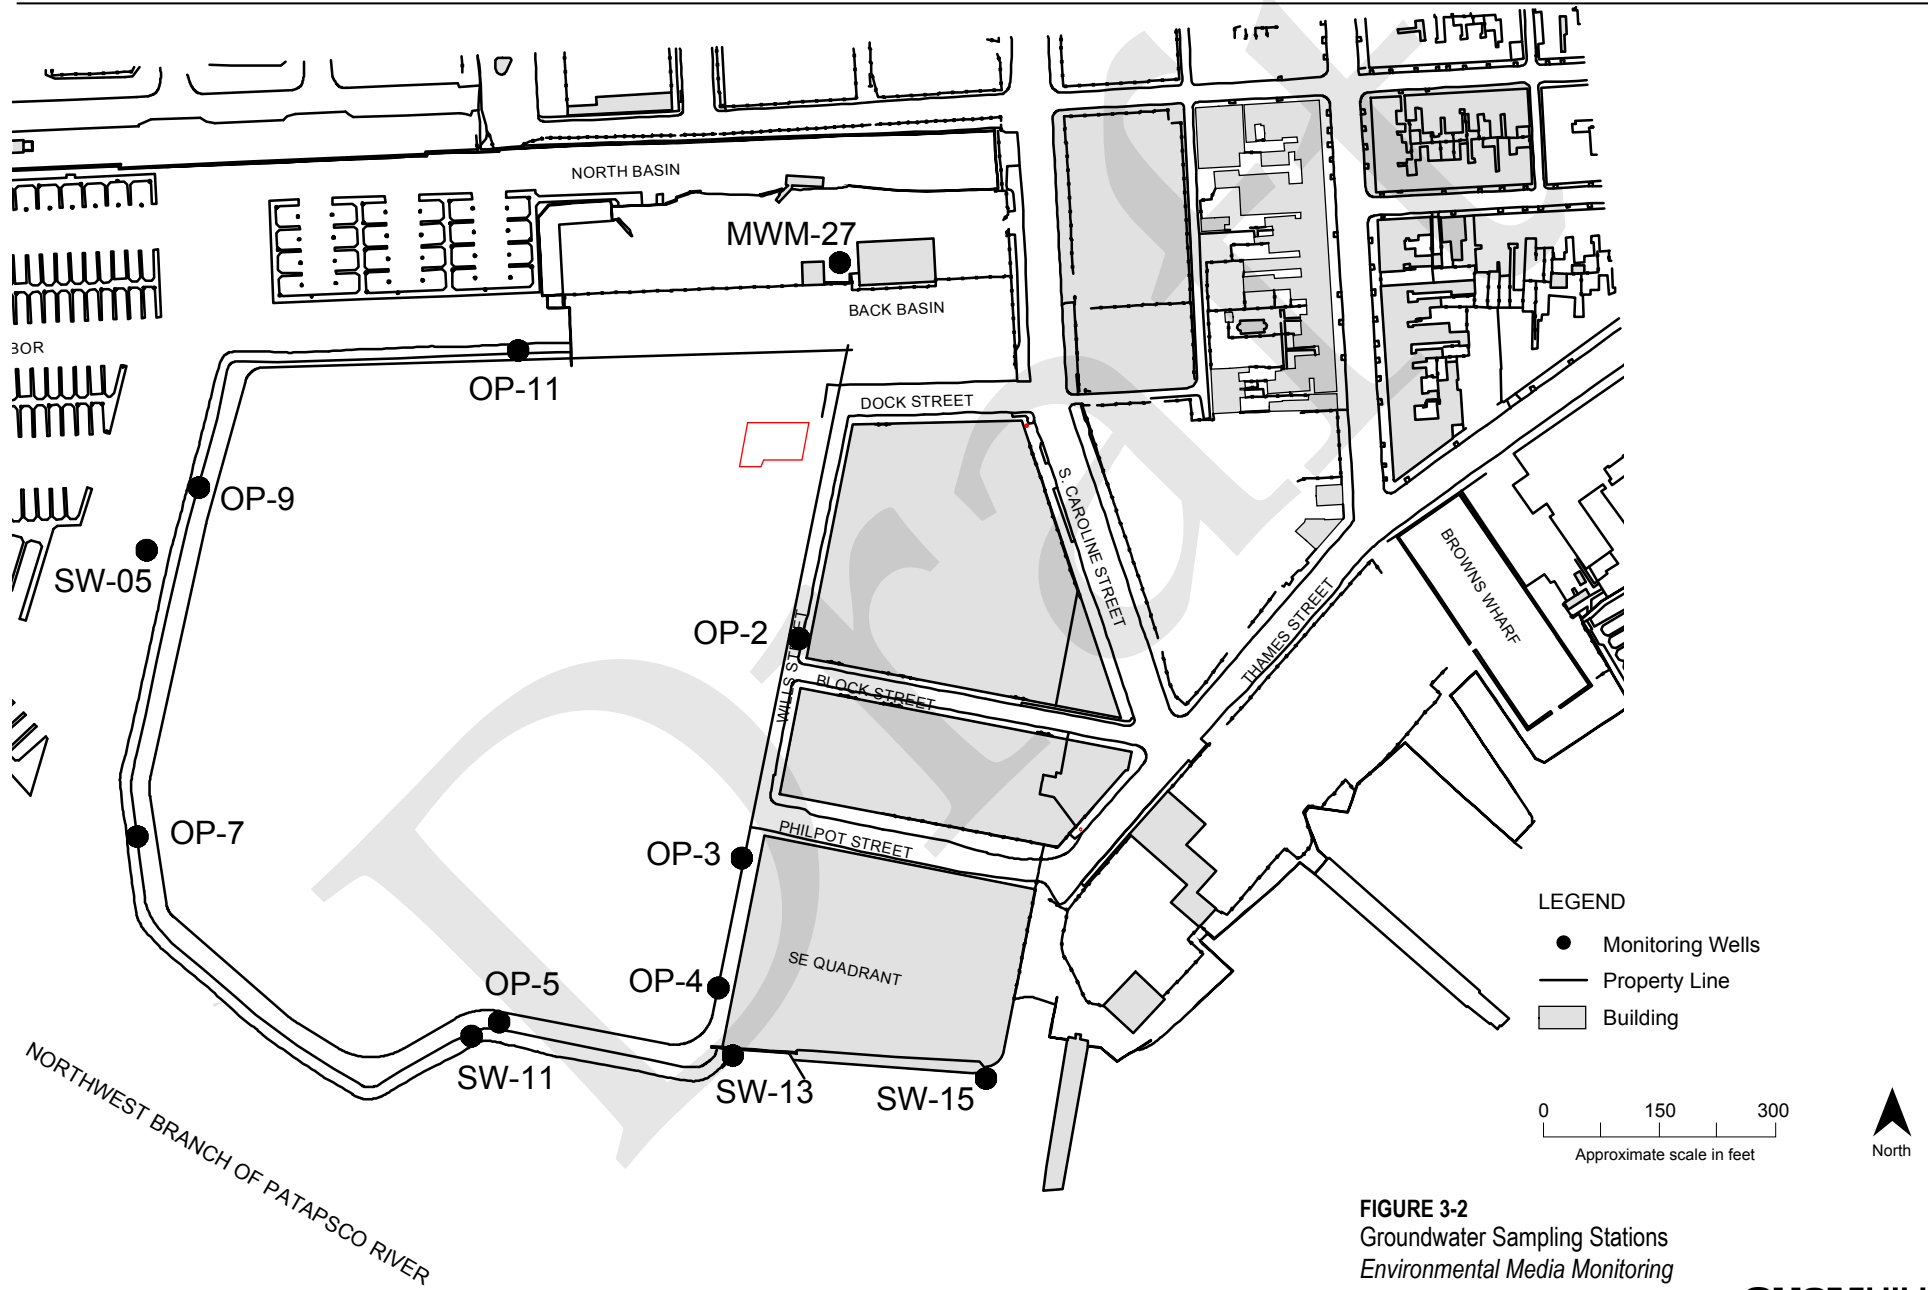 NORTH BASIN
MWM-27
BACK BASIN
BOR
OP-11
DOCK STREET
OP-9
S. CAROLINE STREET
SW-05
BROWNS WHARF
THAMES STREET
OP-2
WILLS STREET
BLOCK STREET
OP-7
PHILPOT STREET
OP-3
SE QUADRANT
OP-4
OP-5
SW-11
SW-13
SW-15
NORTHWEST BRANCH OF PATAPSCO RIVER
Draft
LEGEND
Monitoring Wells
Property Line
Building
0 150 300
Approximate scale in feet
North
FIGURE 3-2
Groundwater Sampling Stations
Environmental Media Monitoring